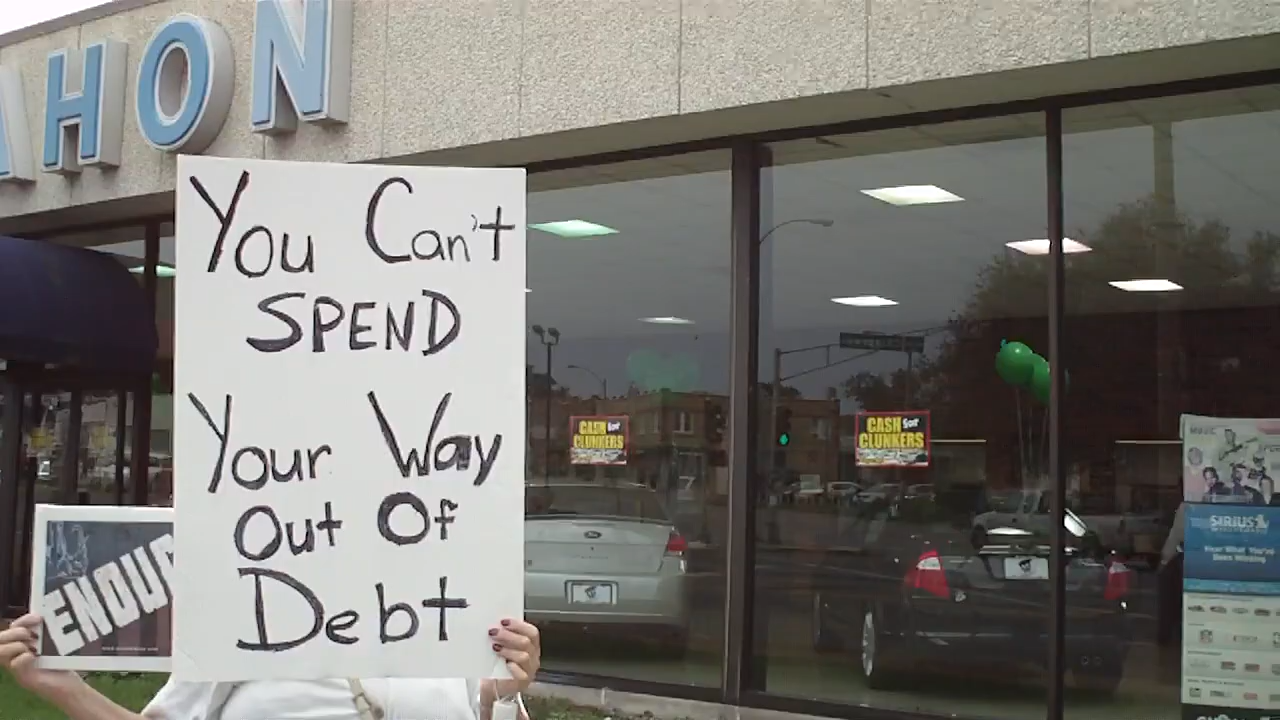 HON
You Can't
SPEND
Your Way
Out Of
Debt
ENOUG
CASH for
CLUNKERS
CASH for
CLUNKERS
SIRIUS